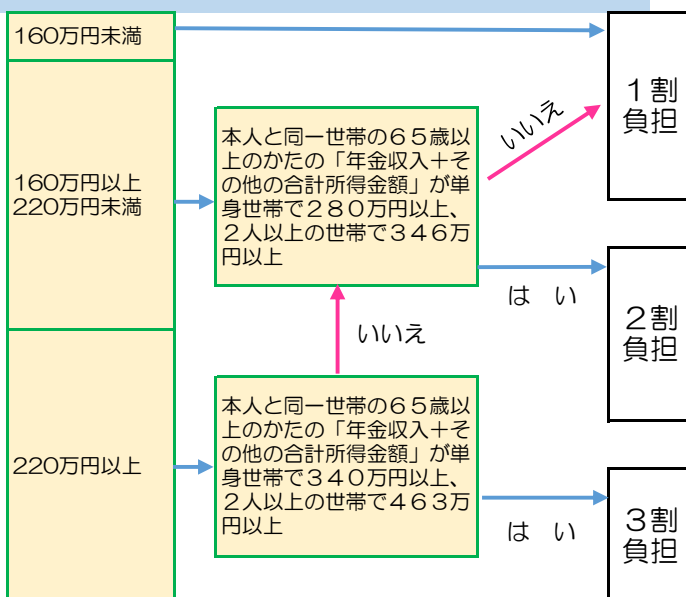 160万円未満
1割
負担
いいえ
本人と同一世帯の65歳以
上のかたの「年金収入+そ
の他の合計所得金額」が単
身世帯で280万円以上、
2人以上の世帯で346万
円以上
160万円以上
220万円未満
はい
2割
負担
いいえ
本人と同一世帯の65歳以
上のかたの「年金収入+そ
の他の合計所得金額」が単
身世帯で340万円以上、
2人以上の世帯で463万
円以上
220万円以上
はい
3割
負担